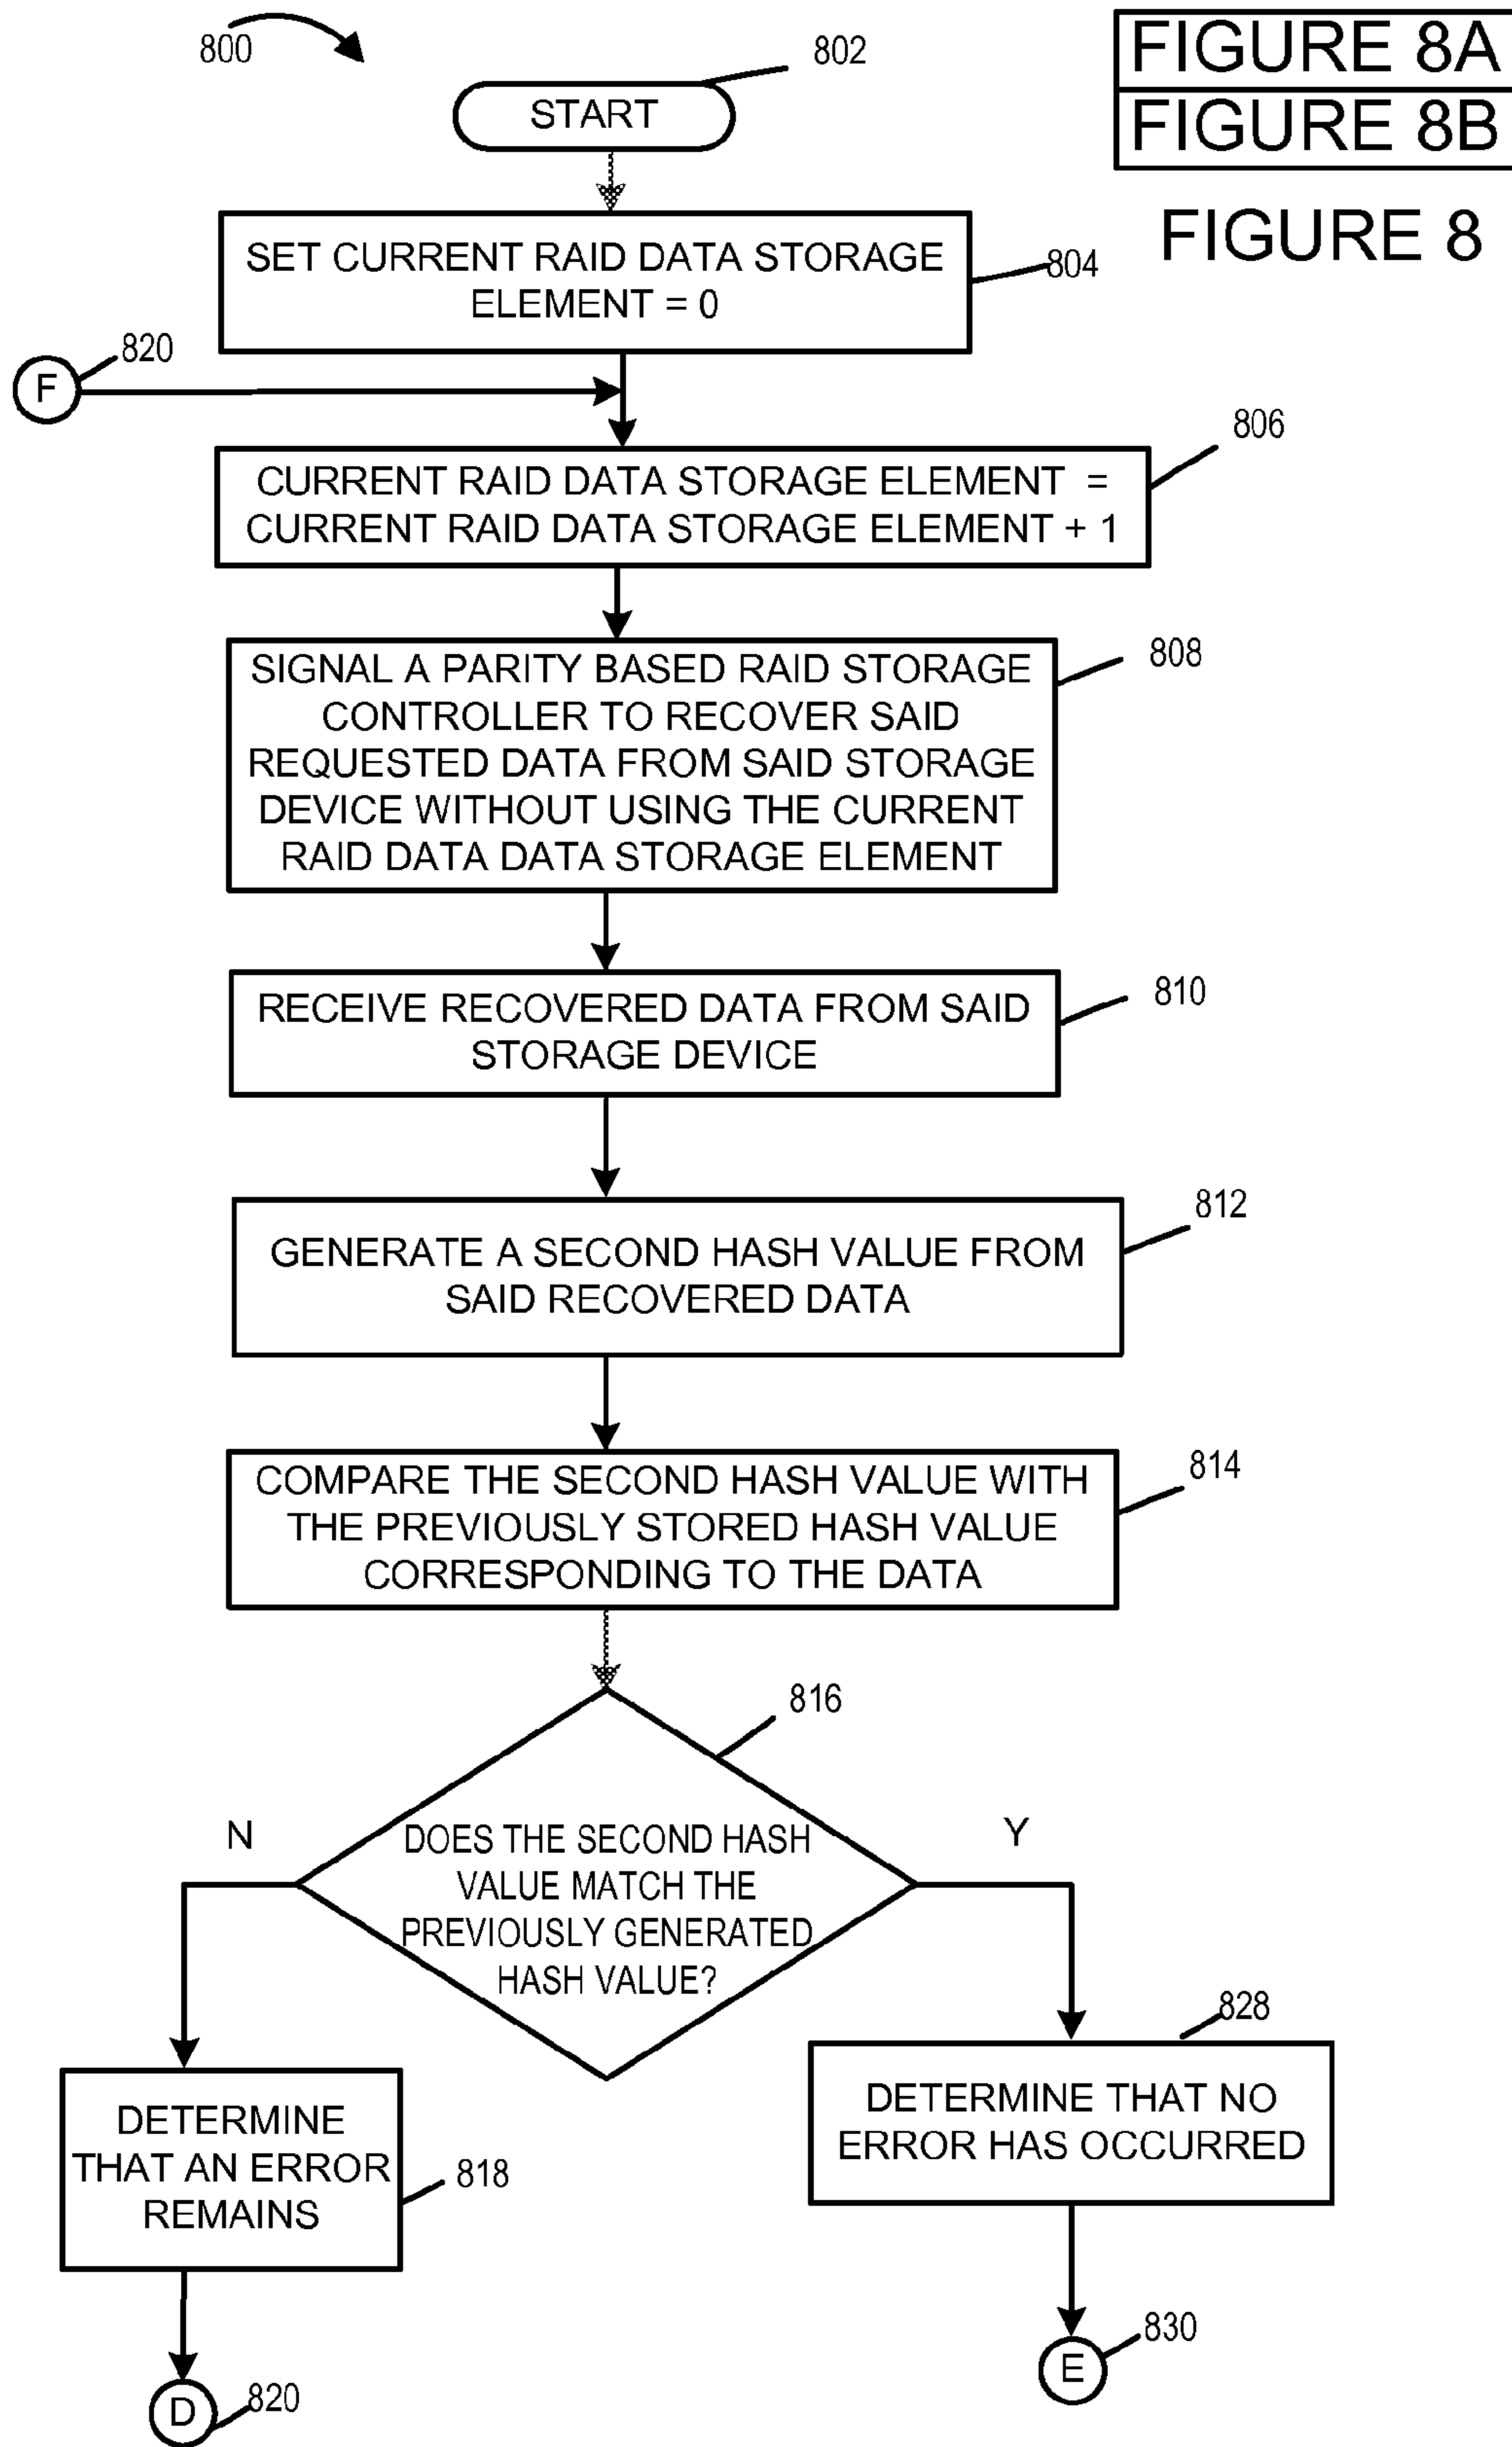 800
802
START
FIGURE 8A
FIGURE 8B
FIGURE 8
SET CURRENT RAID DATA STORAGE
ELEMENT = 0
804
F
820
806
CURRENT RAID DATA STORAGE ELEMENT =
CURRENT RAID DATA STORAGE ELEMENT + 1
808
SIGNAL A PARITY BASED RAID STORAGE
CONTROLLER TO RECOVER SAID
REQUESTED DATA FROM SAID STORAGE
DEVICE WITHOUT USING THE CURRENT
RAID DATA DATA STORAGE ELEMENT
810
RECEIVE RECOVERED DATA FROM SAID
STORAGE DEVICE
812
GENERATE A SECOND HASH VALUE FROM
SAID RECOVERED DATA
814
COMPARE THE SECOND HASH VALUE WITH
THE PREVIOUSLY STORED HASH VALUE
CORRESPONDING TO THE DATA
816
N
Y
DOES THE SECOND HASH
VALUE MATCH THE
PREVIOUSLY GENERATED
HASH VALUE?
828
DETERMINE
THAT AN ERROR
REMAINS
818
DETERMINE THAT NO
ERROR HAS OCCURRED
D
820
E
830